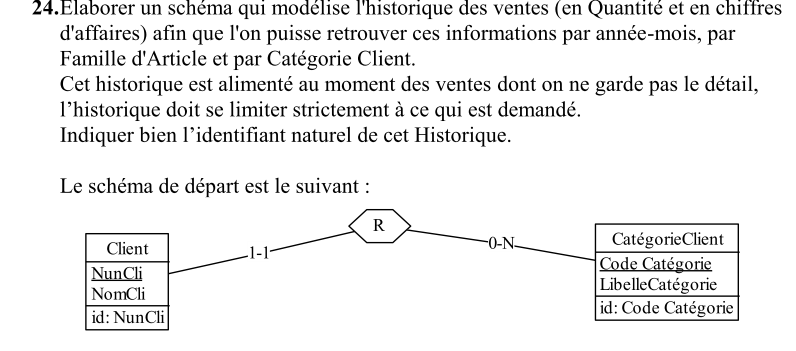 24.Elaborer un schéma qui modélise l'historique des ventes (en Quantité et en chiffres
d'affaires) afin que l'on puisse retrouver ces informations par année-mois, par
Famille d'Article et par Catégorie Client.
Cet historique est alimenté au moment des ventes dont on ne garde pas le détail,
l’historique doit se limiter strictement à ce qui est demandé.
Indiquer bien l’identifiant naturel de cet Historique.
Le schéma de départ est le suivant :
R
Client
1-1
0-N
CatégorieClient
NunCli
NomCli
id: NunCli
Code Catégorie
LibelleCatégorie
id: Code Catégorie